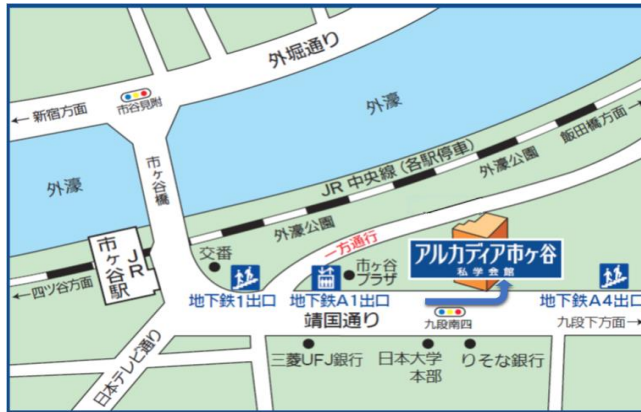 外堀通り
←新宿方面
市谷見附
外濠
飯田橋方面→
外濠
市ヶ谷橋
JR 中央線(各駅停車)
外濠公園
外濠公園
一方通行
JR
市ヶ谷駅
交番
市ヶ谷
プラザ
アルカディア市ヶ谷
私学会館
←四ツ谷方面
地下鉄1出口
地下鉄A1出口
地下鉄A4出口
靖国通り
九段南四
九段下方面→
日本テレビ通り
三菱UFJ銀行
日本大学
本部
りそな銀行